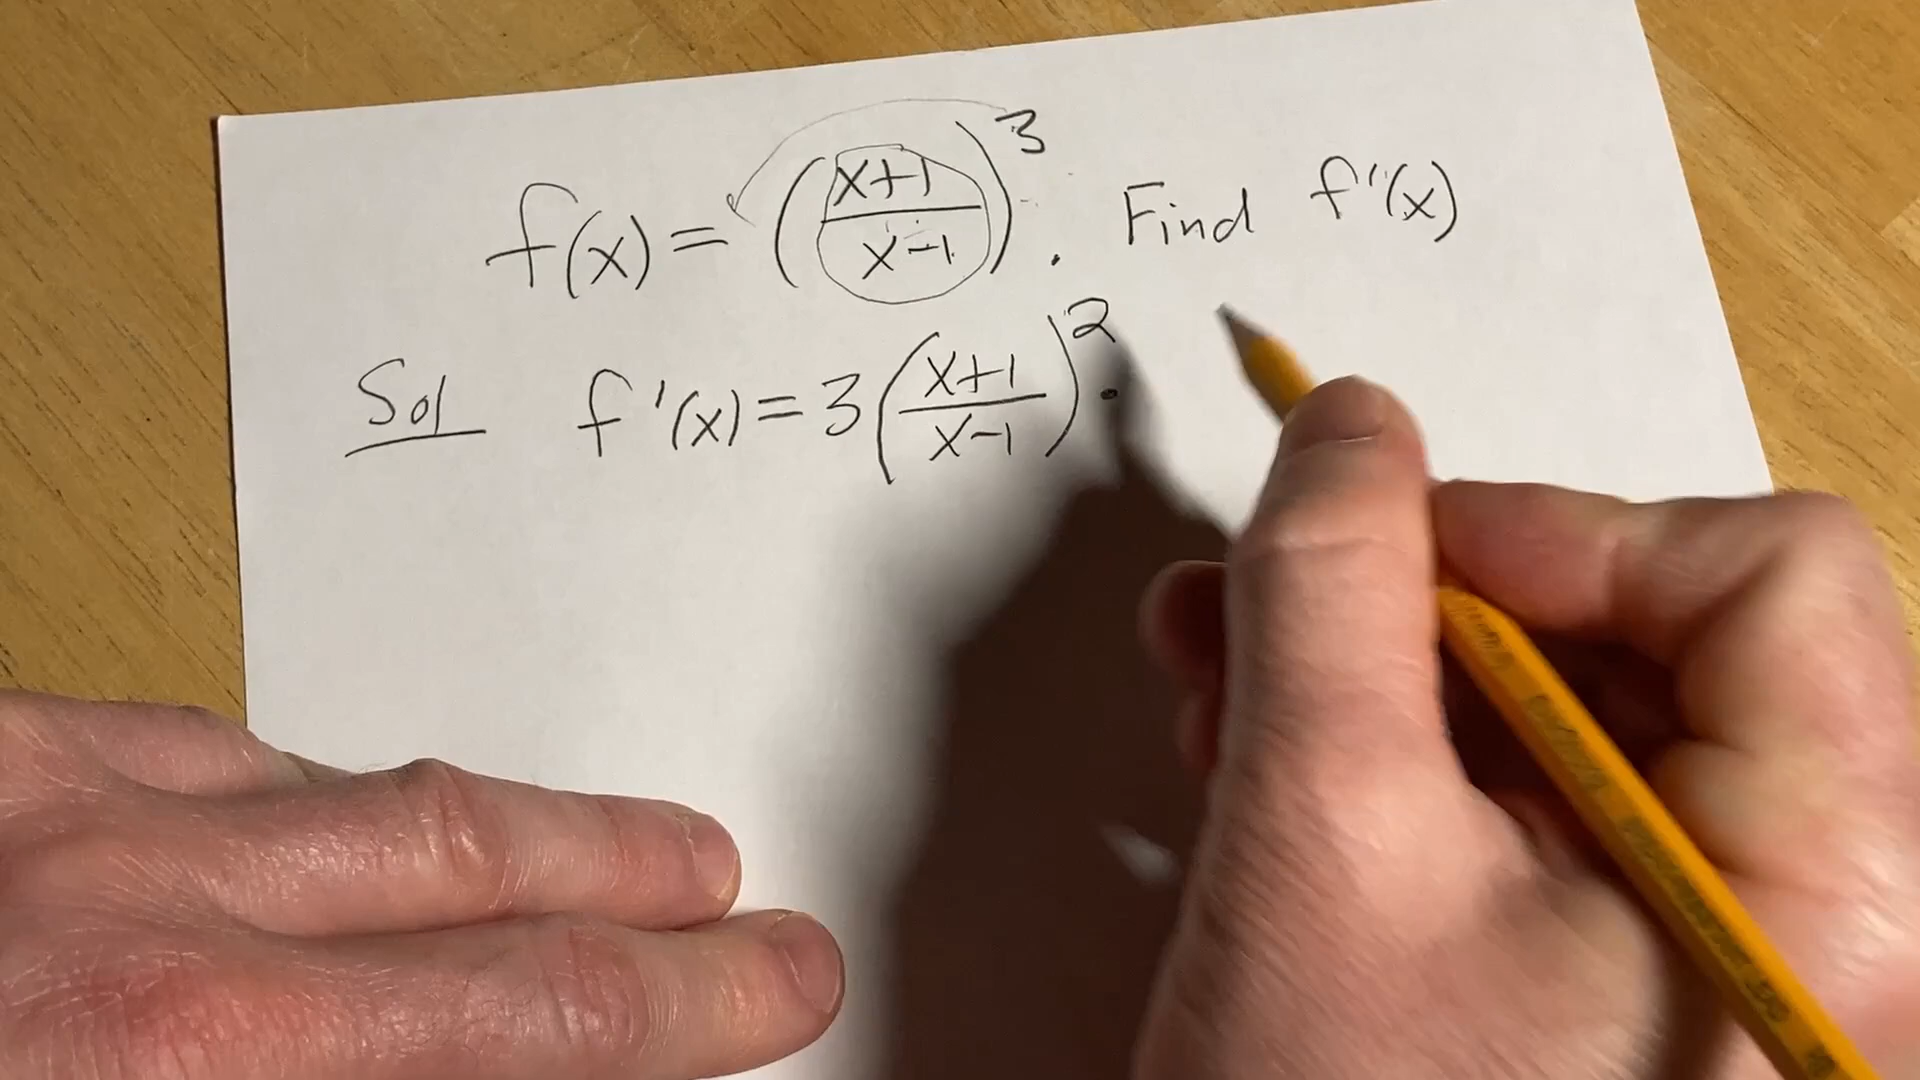 f(x) = ((x+1)/(x-1))^3 . Find f''(x)
Sol f'(x) = 3((x+1)/(x-1))^2 ·